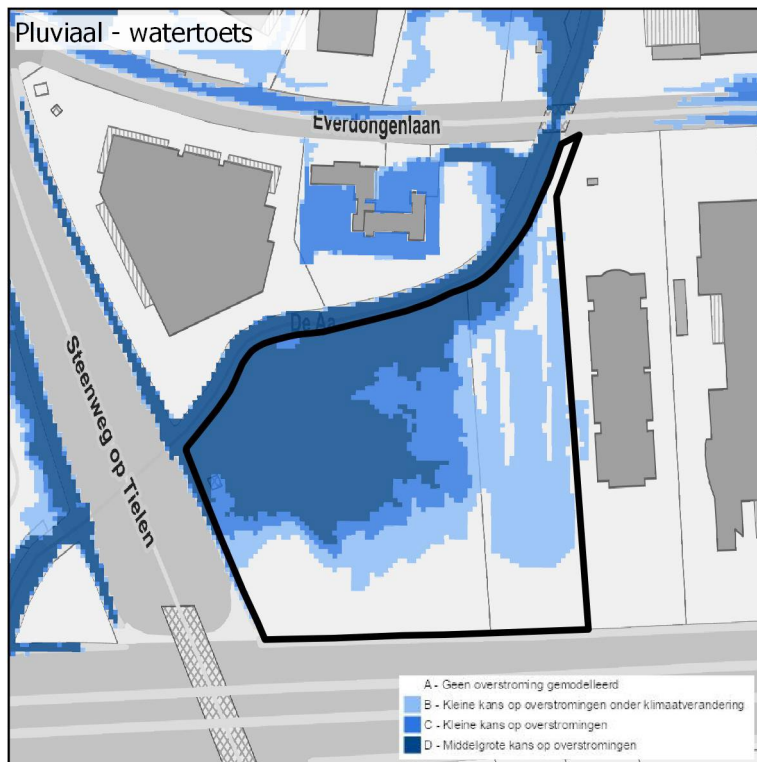 Pluviaal - watertoets
Everdongenlaan
De Aa
Steenweg op Tielen
A - Geen overstroming gemodelleerd
B - Kleine kans op overstromingen onder klimaatverandering
C - Kleine kans op overstromingen
D - Middelgrote kans op overstromingen